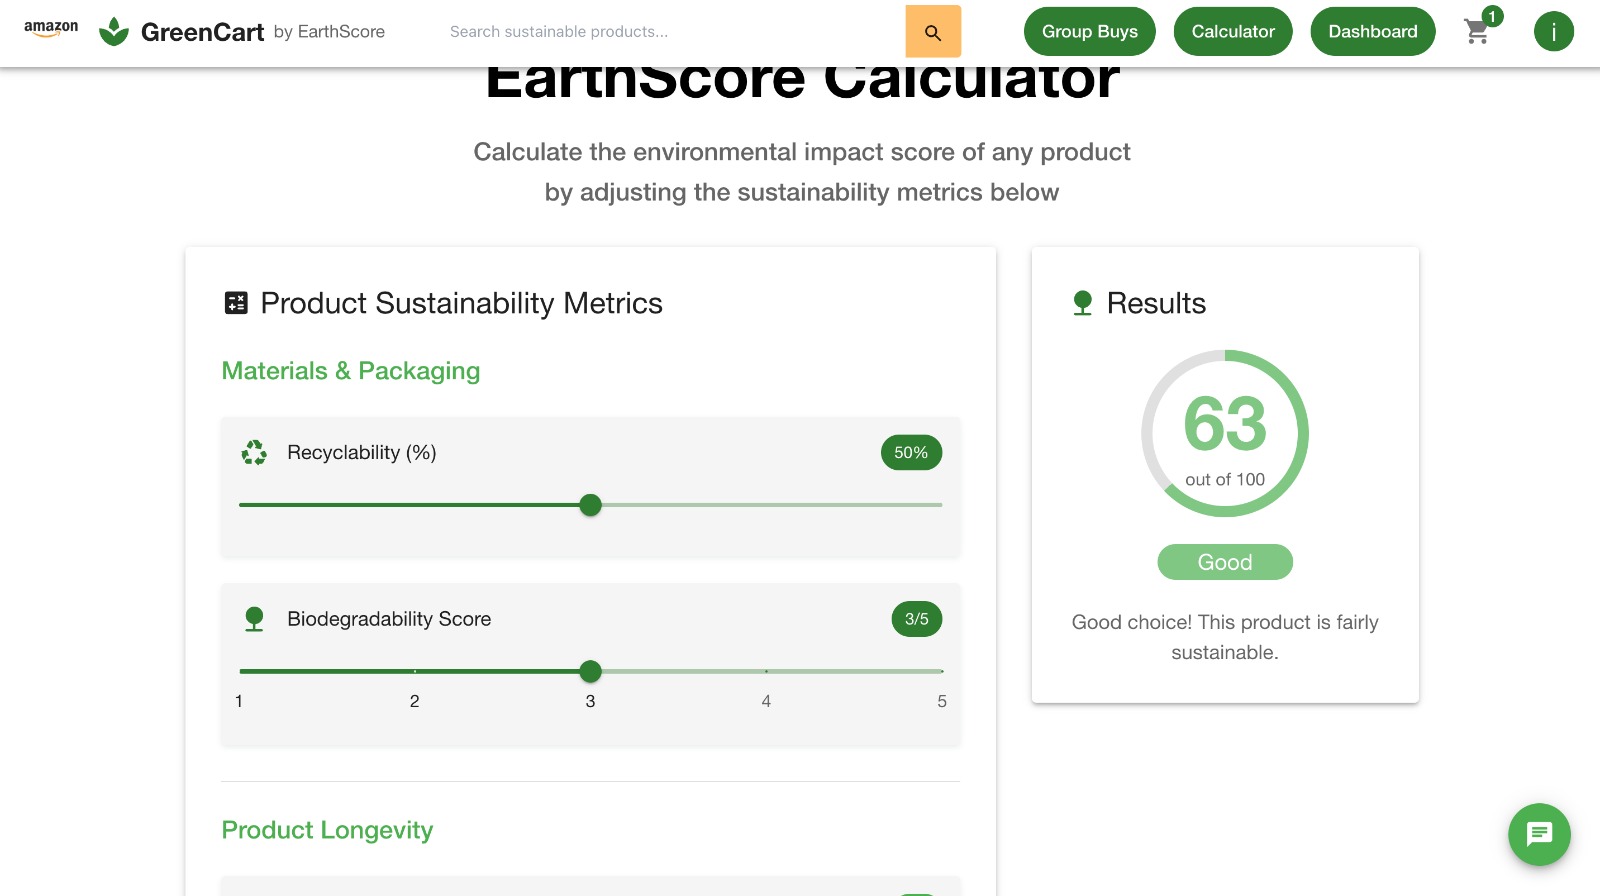 amazon
GreenCart by EarthScore
Search sustainable products...
Group Buys
Calculator
Dashboard
1
i
EarthScore Calculator
Calculate the environmental impact score of any product
by adjusting the sustainability metrics below
Product Sustainability Metrics
Materials & Packaging
Recyclability (%)
50%
Biodegradability Score
3/5
1 2 3 4 5
Product Longevity
Results
63
out of 100
Good
Good choice! This product is fairly
sustainable.